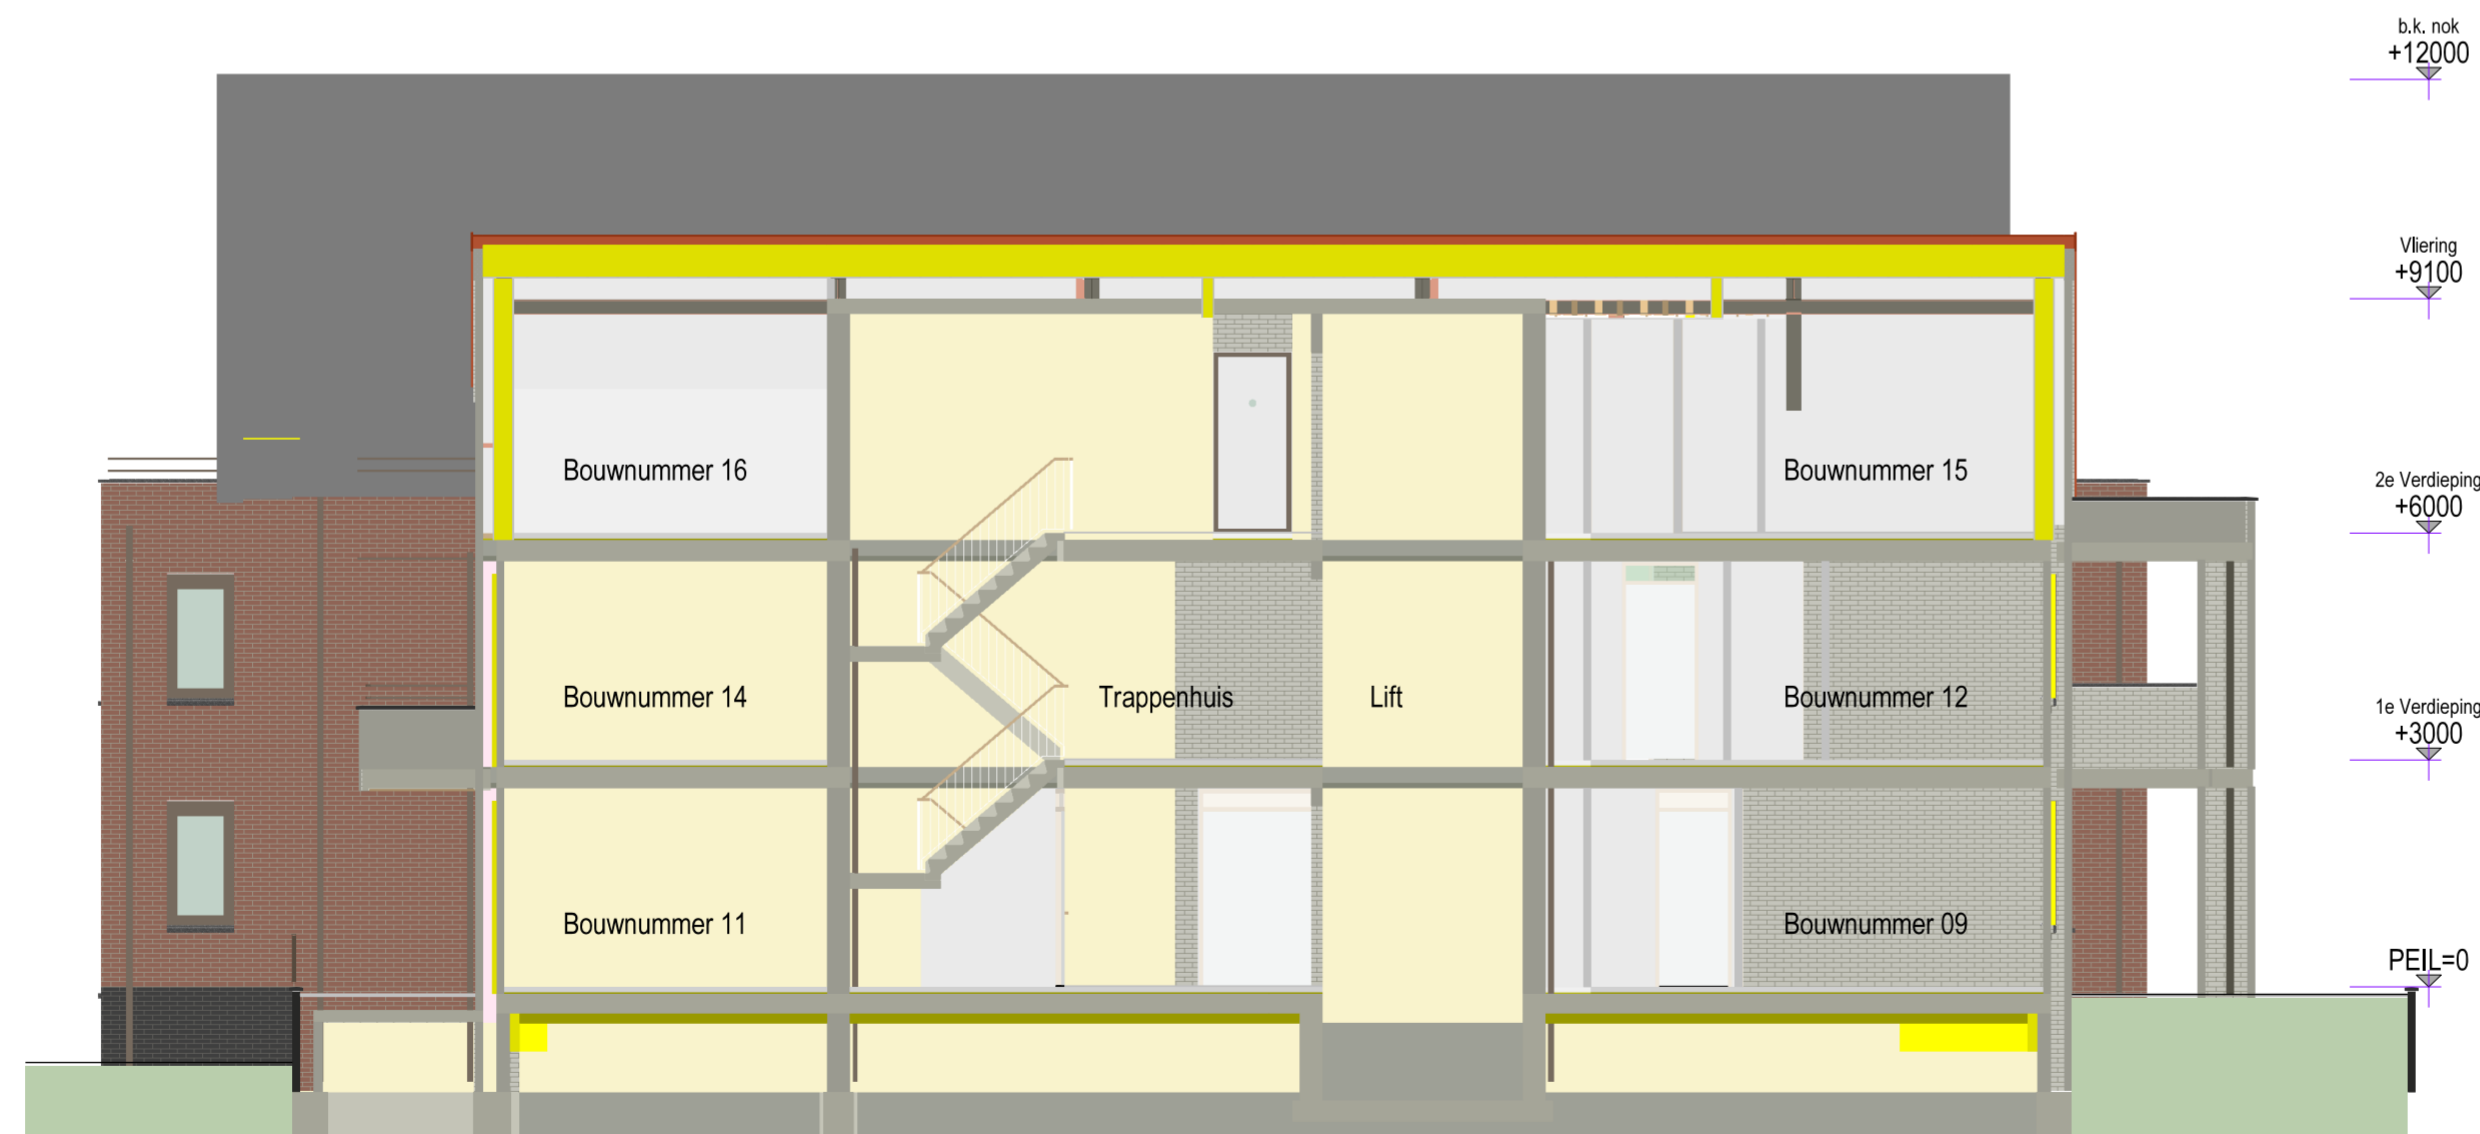 b.k. nok
+12000
Vliering
+9100
Bouwnummer 16
Bouwnummer 15
2e Verdieping
+6000
Bouwnummer 14
Trappenhuis
Lift
Bouwnummer 12
1e Verdieping
+3000
Bouwnummer 11
Bouwnummer 09
PEIL=0